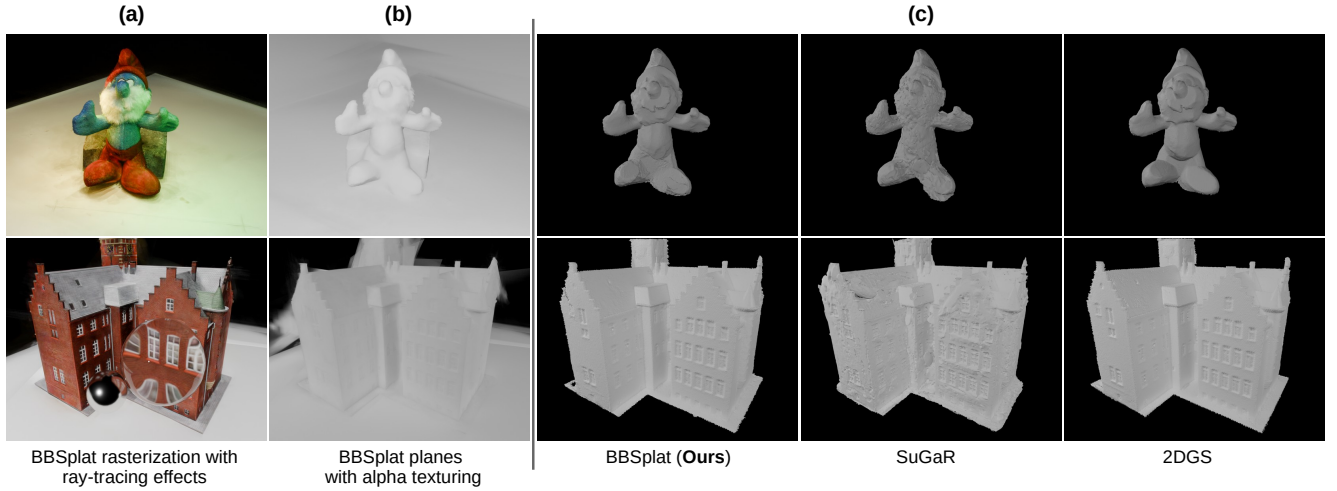 (a)
(b)
(c)
BBSplat rasterization with
ray-tracing effects
BBSplat planes
with alpha texturing
BBSplat (Ours)
SuGaR
2DGS